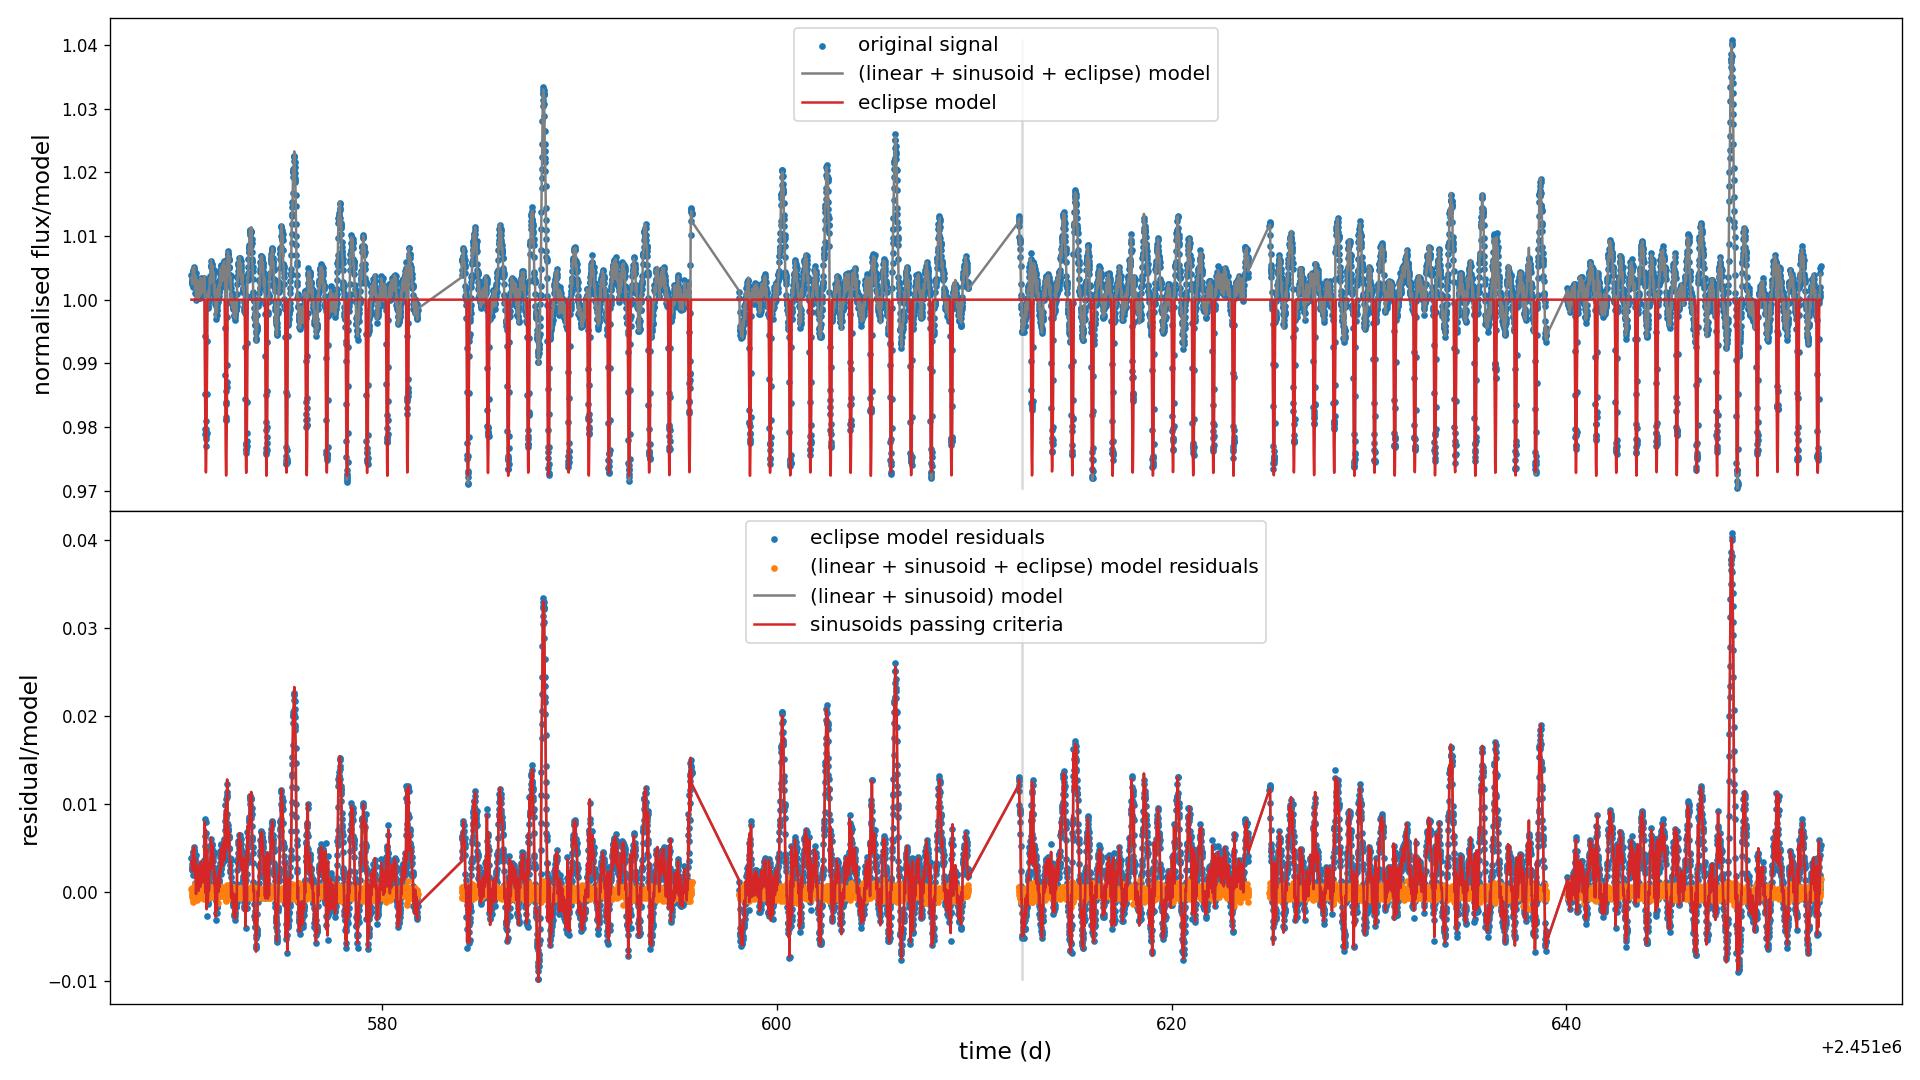 original signal
(linear + sinusoid + eclipse) model
eclipse model
normalised flux/model
1.04
1.03
1.02
1.01
1.00
0.99
0.98
0.97
eclipse model residuals
(linear + sinusoid + eclipse) model residuals
(linear + sinusoid) model
sinusoids passing criteria
residual/model
0.04
0.03
0.02
0.01
0.00
−0.01
580
600
620
640
time (d)
+2.451e6